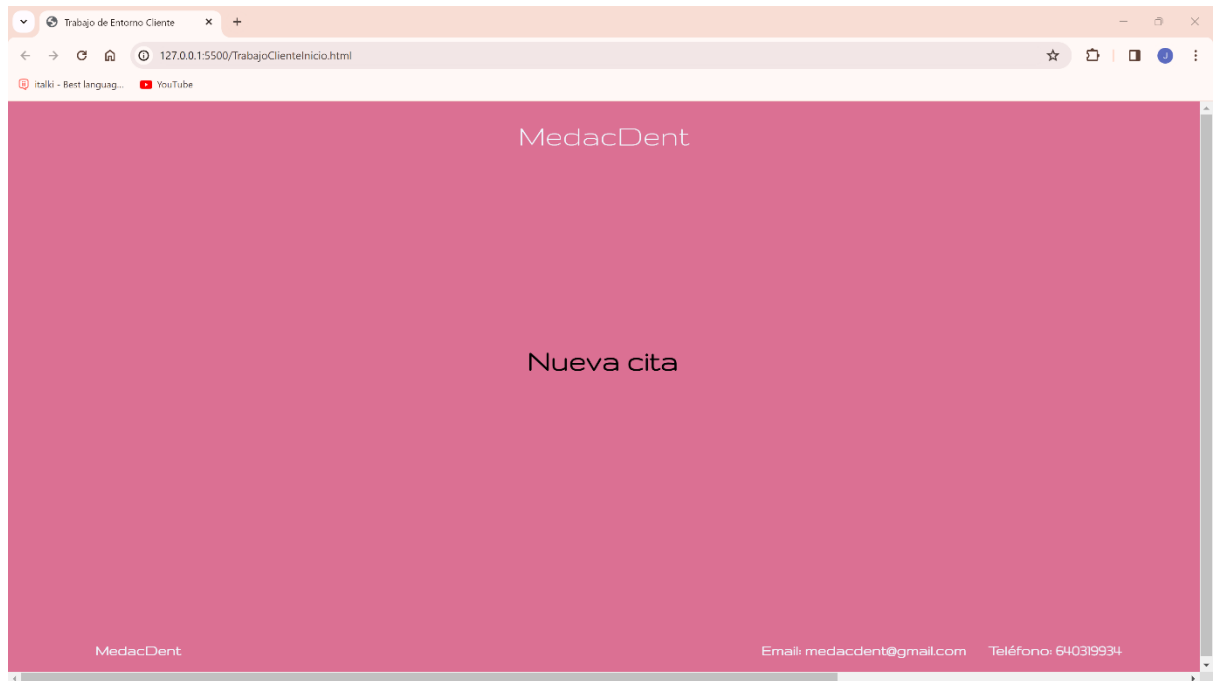 Trabajo de Entorno Cliente
127.0.0.1:5500/TrabajoClienteInicio.html
J
italki - Best languag... YouTube
MedacDent
Nueva cita
MedacDent Email: medacdent@gmail.com Teléfono: 640319934